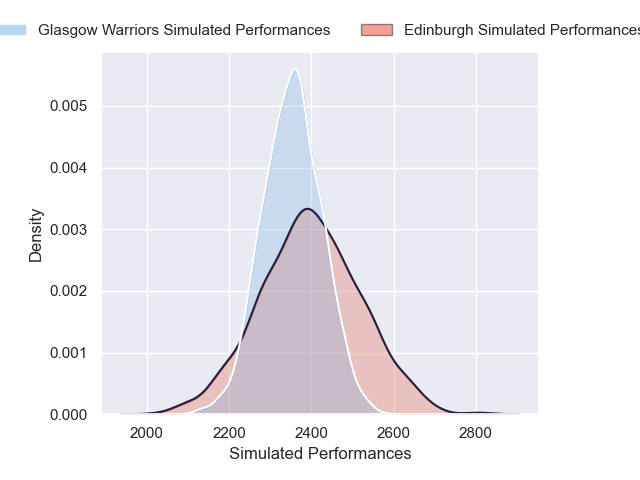 Glasgow Warriors Simulated Performances
Edinburgh Simulated Performances
0.005
0.004
0.003
0.002
0.001
0.000
Density
2000
2200
2400
2600
2800
Simulated Performances